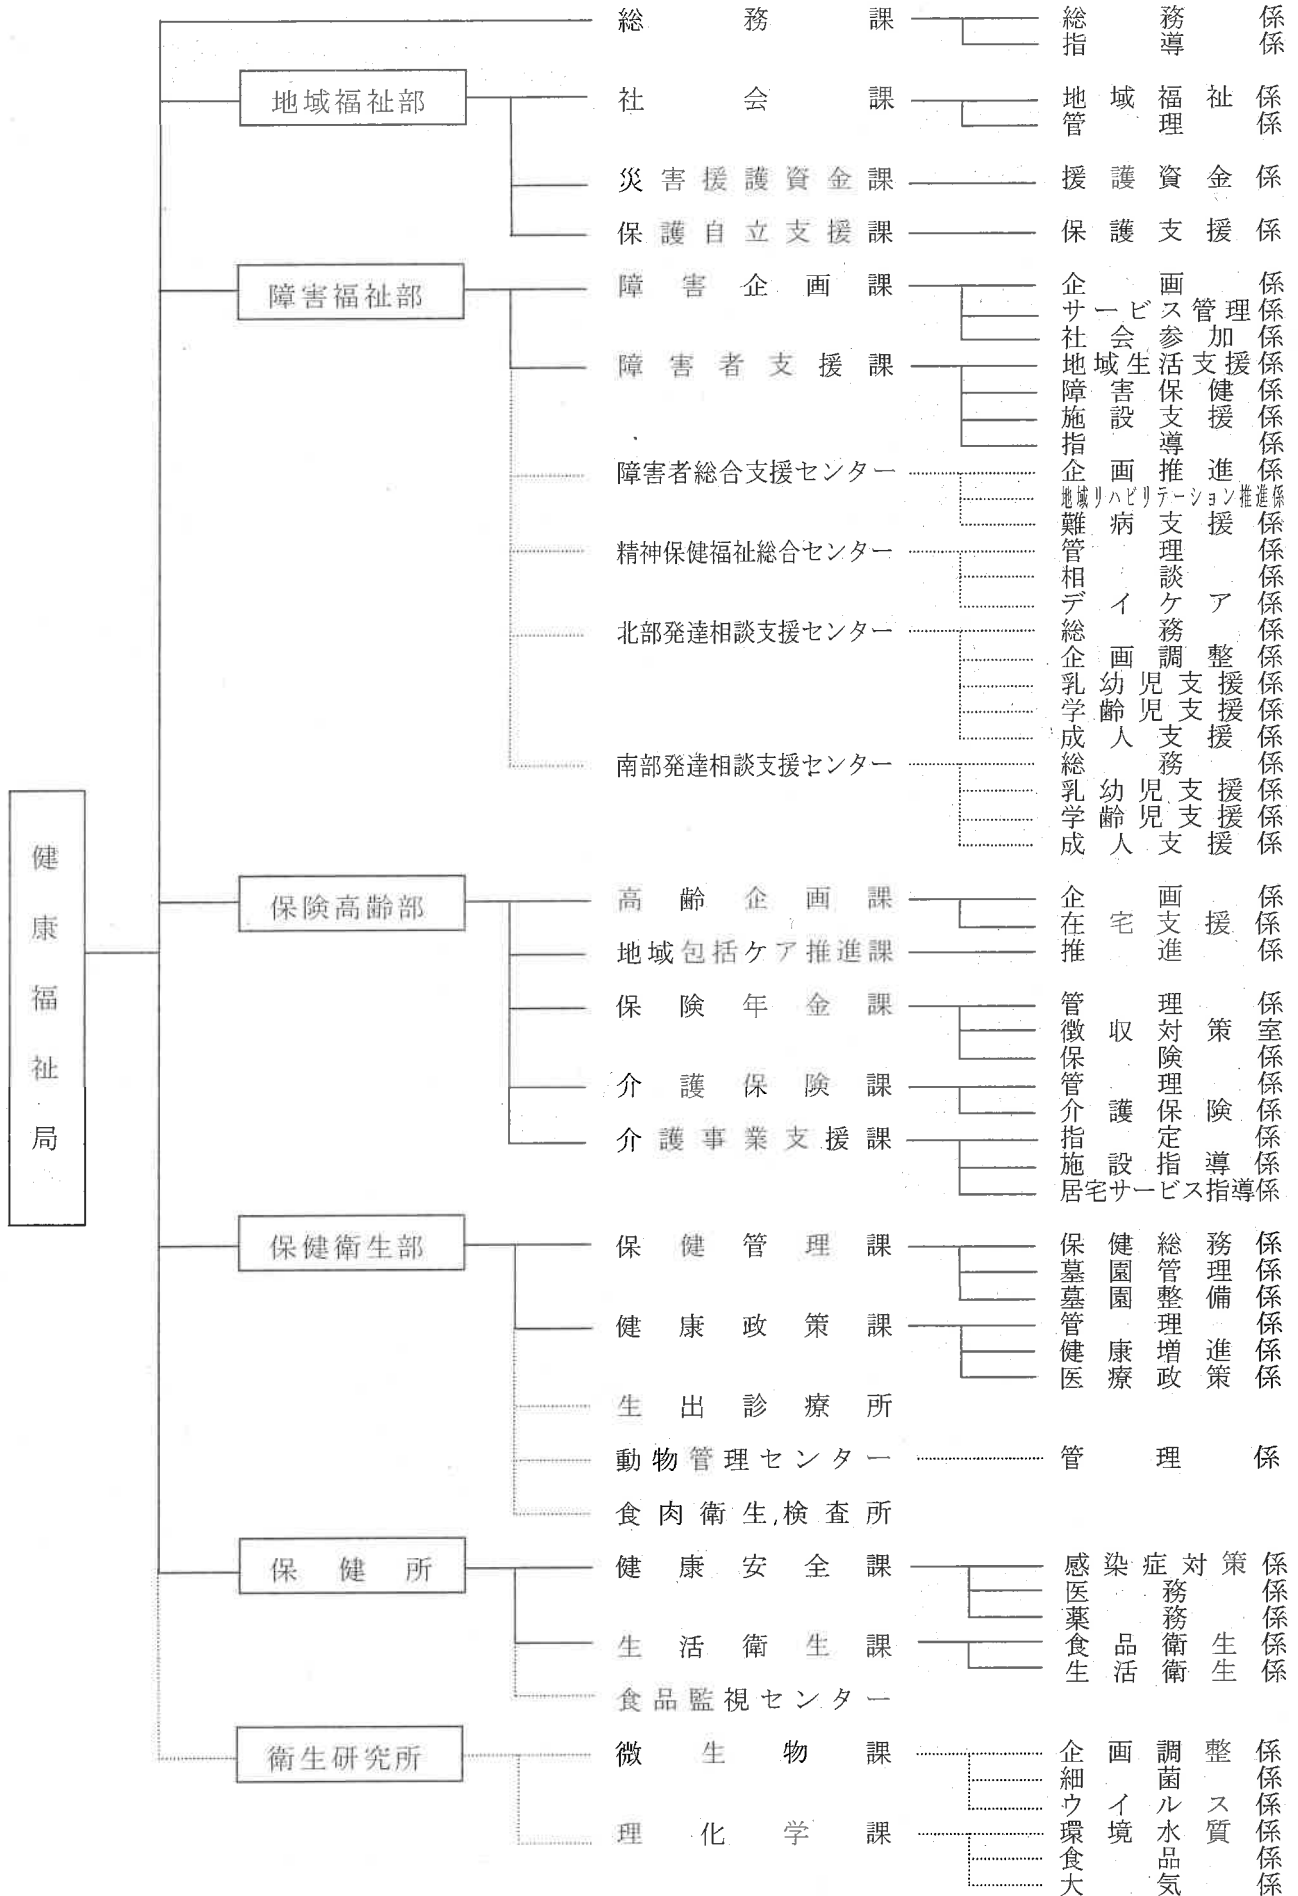 健康福祉局
総務課 総務係
指導係
地域福祉部 社会課 地域福祉係
管理係
災害援護資金課 援護資金係
保護自立支援課 保護支援係
障害福祉部 障害企画課 企画係
サービス管理係
社会参加係
障害者支援課 地域生活支援係
障害保健係
施設支援係
指導係
障害者総合支援センター 企画推進係
地域リハビリテーション推進係
難病支援係
精神保健福祉総合センター 管理係
相談係
デイケア係
北部発達相談支援センター 総務係
企画調整係
乳幼児支援係
学齢児支援係
成人支援係
南部発達相談支援センター 総務係
乳幼児支援係
学齢児支援係
成人支援係
保険高齢部 高齢企画課 企画係
在宅支援係
地域包括ケア推進課 推進係
保険年金課 管理係
徴収対策室
保険係
介護保険課 管理係
介護保険係
介護事業支援課 指定係
施設指導係
居宅サービス指導係
保健衛生部 保健管理課 保健総務係
墓園管理係
墓園整備係
健康政策課 管理係
健康増進係
医療政策係
生出診療所
動物管理センター 管理係
食肉衛生検査所
保健所 健康安全課 感染症対策係
医務係
薬務係
生活衛生課 食品衛生係
生活衛生係
食品監視センター
衛生研究所 微生物課 企画調整係
細菌係
ウイルス係
理化学課 環境水質係
食品係
大気係